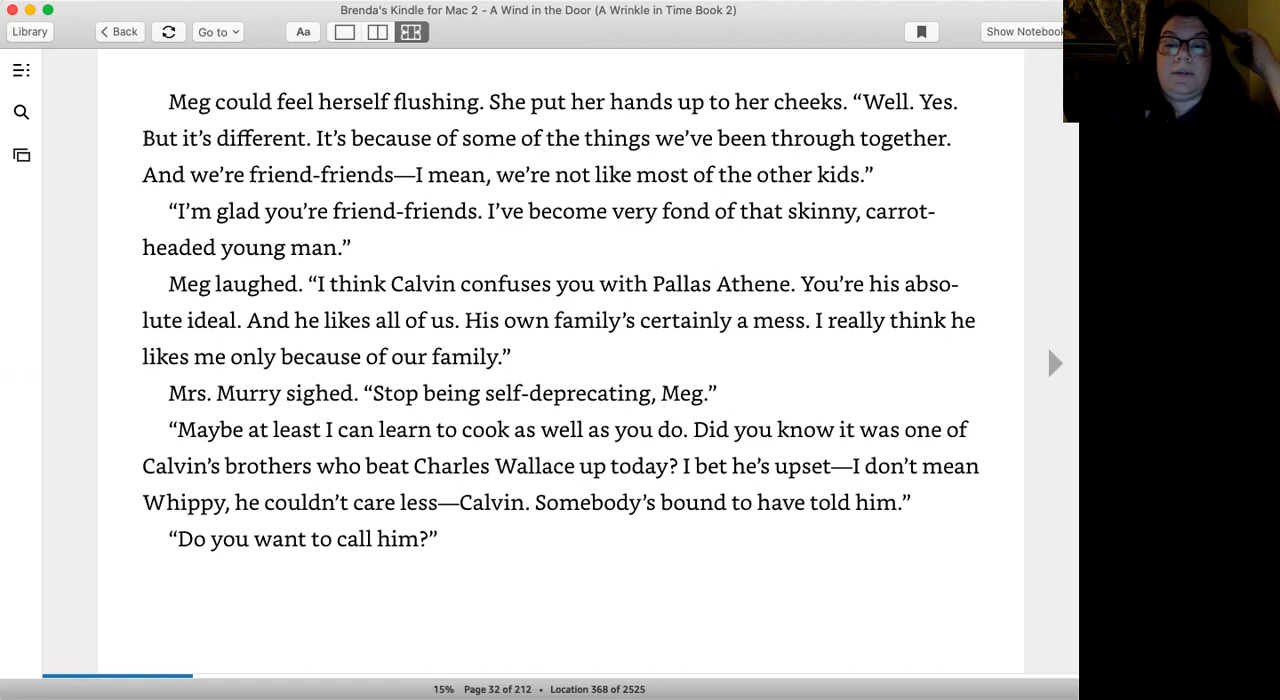 Brenda's Kindle for Mac 2 - A Wind in the Door (A Wrinkle in Time Book 2)
Library
Back
Go to
Aa
Show Notebook
Meg could feel herself flushing. She put her hands up to her cheeks. “Well. Yes.
But it’s different. It’s because of some of the things we’ve been through together.
And we’re friend-friends—I mean, we’re not like most of the other kids.”
“I’m glad you’re friend-friends. I’ve become very fond of that skinny, carrot-
headed young man.”
Meg laughed. “I think Calvin confuses you with Pallas Athene. You’re his abso-
lute ideal. And he likes all of us. His own family’s certainly a mess. I really think he
likes me only because of our family.”
Mrs. Murry sighed. “Stop being self-deprecating, Meg.”
“Maybe at least I can learn to cook as well as you do. Did you know it was one of
Calvin’s brothers who beat Charles Wallace up today? I bet he’s upset—I don’t mean
Whippy, he couldn’t care less—Calvin. Somebody’s bound to have told him.”
“Do you want to call him?”
15% Page 32 of 212 • Location 368 of 2525